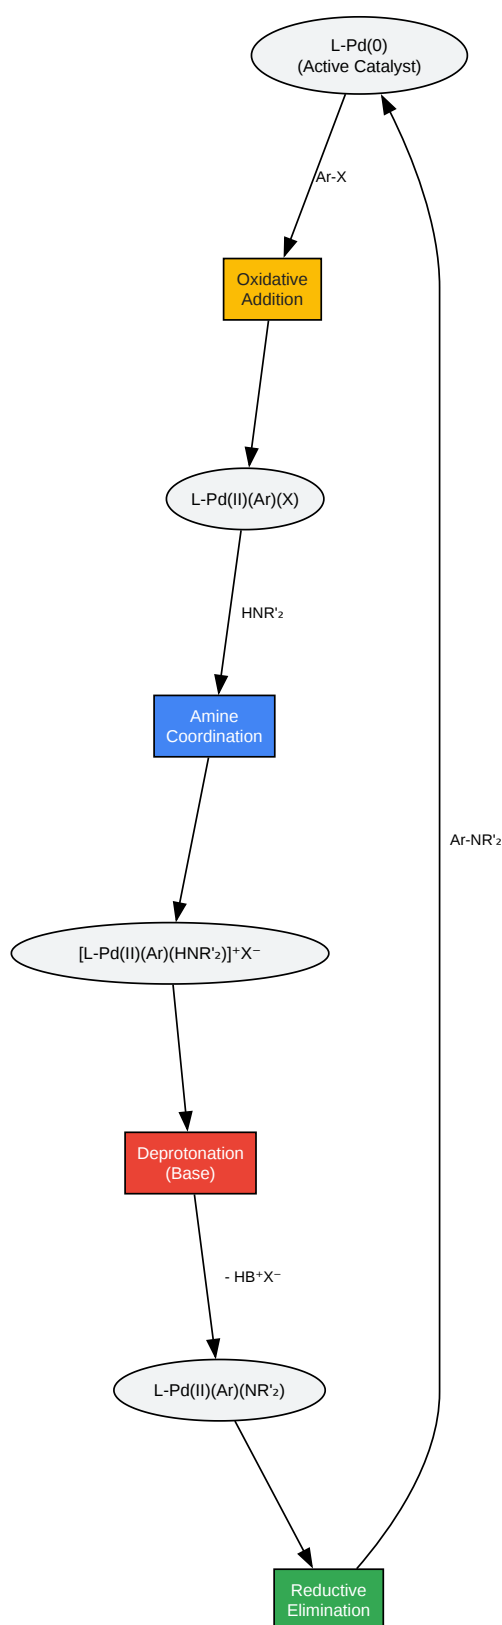 L-Pd(0)
(Active Catalyst)
Ar-X
Oxidative
Addition
L-Pd(II)(Ar)(X)
HNR'₂
Amine
Coordination
Ar-NR'₂
[L-Pd(II)(Ar)(HNR'₂)]⁺X⁻
Deprotonation
(Base)
- HB⁺X⁻
L-Pd(II)(Ar)(NR'₂)
Reductive
Elimination